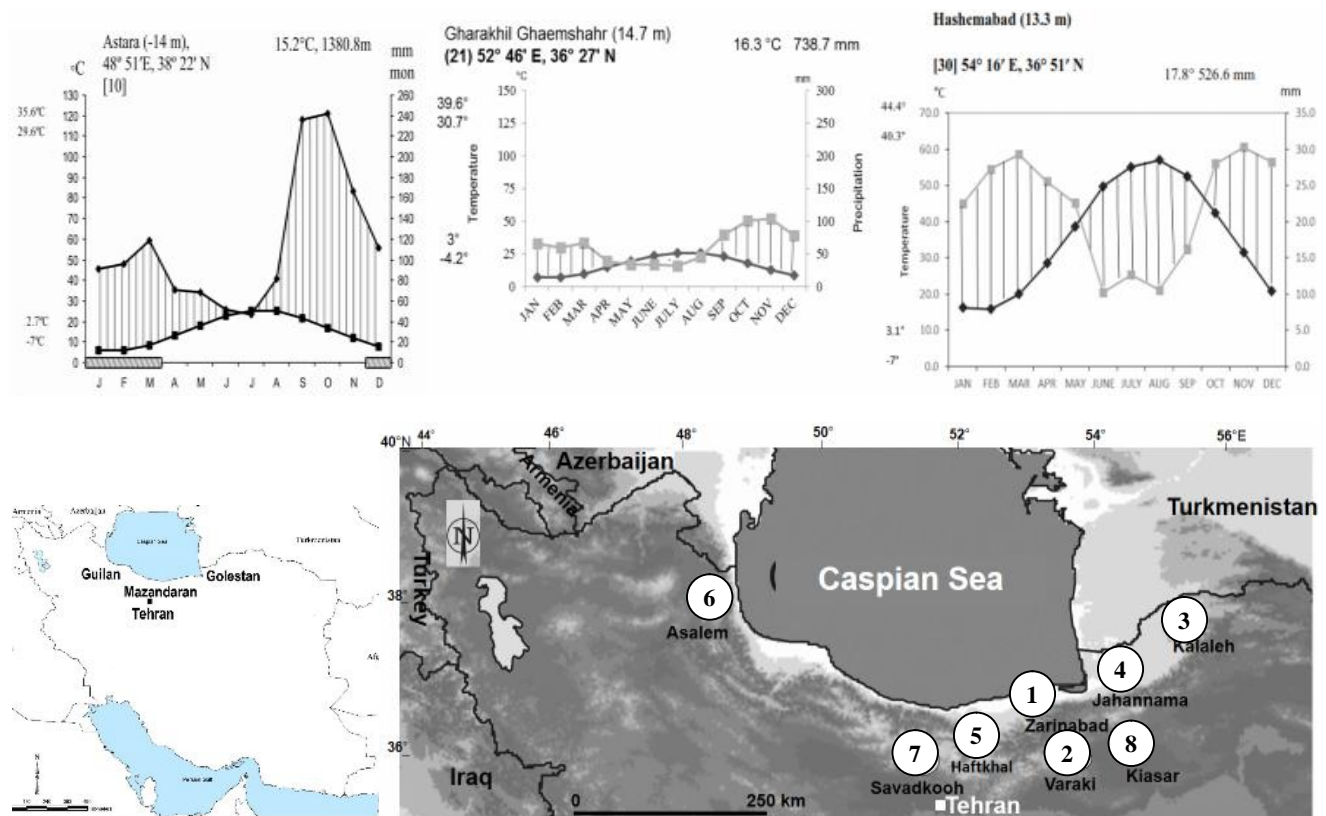 Astara (-14 m),
48° 51'E, 38° 22' N
[10]
15.2°C, 1380.8m
°C
mm
mon
35.6°C
29.6°C
2.7°C
-7°C
130
120
110
100
90
80
70
60
50
40
30
20
10
0
260
240
220
200
180
160
140
120
100
80
60
40
20
0
J F M A M J J A S O N D
Gharakhil Ghaemshahr (14.7 m)
(21) 52° 46' E, 36° 27' N
16.3 °C 738.7 mm
°C
mm
39.6°
30.7°
3°
-4.2°
Temperature
150
125
100
75
50
25
0
300
250
200
150
100
50
0
Precipitation
JAN FEB MAR APR MAY JUNE JULY AUG SEP OCT NOV DEC
Hashemabad (13.3 m)
[30] 54° 16' E, 36° 51' N
17.8° 526.6 mm
°C
mm
44.4°
40.3°
3.1°
-7°
Temperature
70.0
60.0
50.0
40.0
30.0
20.0
10.0
0.0
35.0
30.0
25.0
20.0
15.0
10.0
5.0
0.0
JAN FEB MAR APR MAY JUNE JULY AUG SEP OCT NOV DEC
Armenia
Azerbaijan
Caspian Sea
Turkmenistan
Guilan
Golestan
Mazandaran
Tehran
Persian Gulf
N
40°N
44°
46°
48°
50°
52°
54°
56°E
38°
36°
Azerbaijan
Armenia
Turkmenistan
Turkey
N
Caspian Sea
6
Asalem
3
Kalaleh
4
Jahannama
1
Zarinabad
5
Haftkhal
7
Savadkooh
2
Varaki
8
Kiasar
Iraq
Tehran
0
250 km